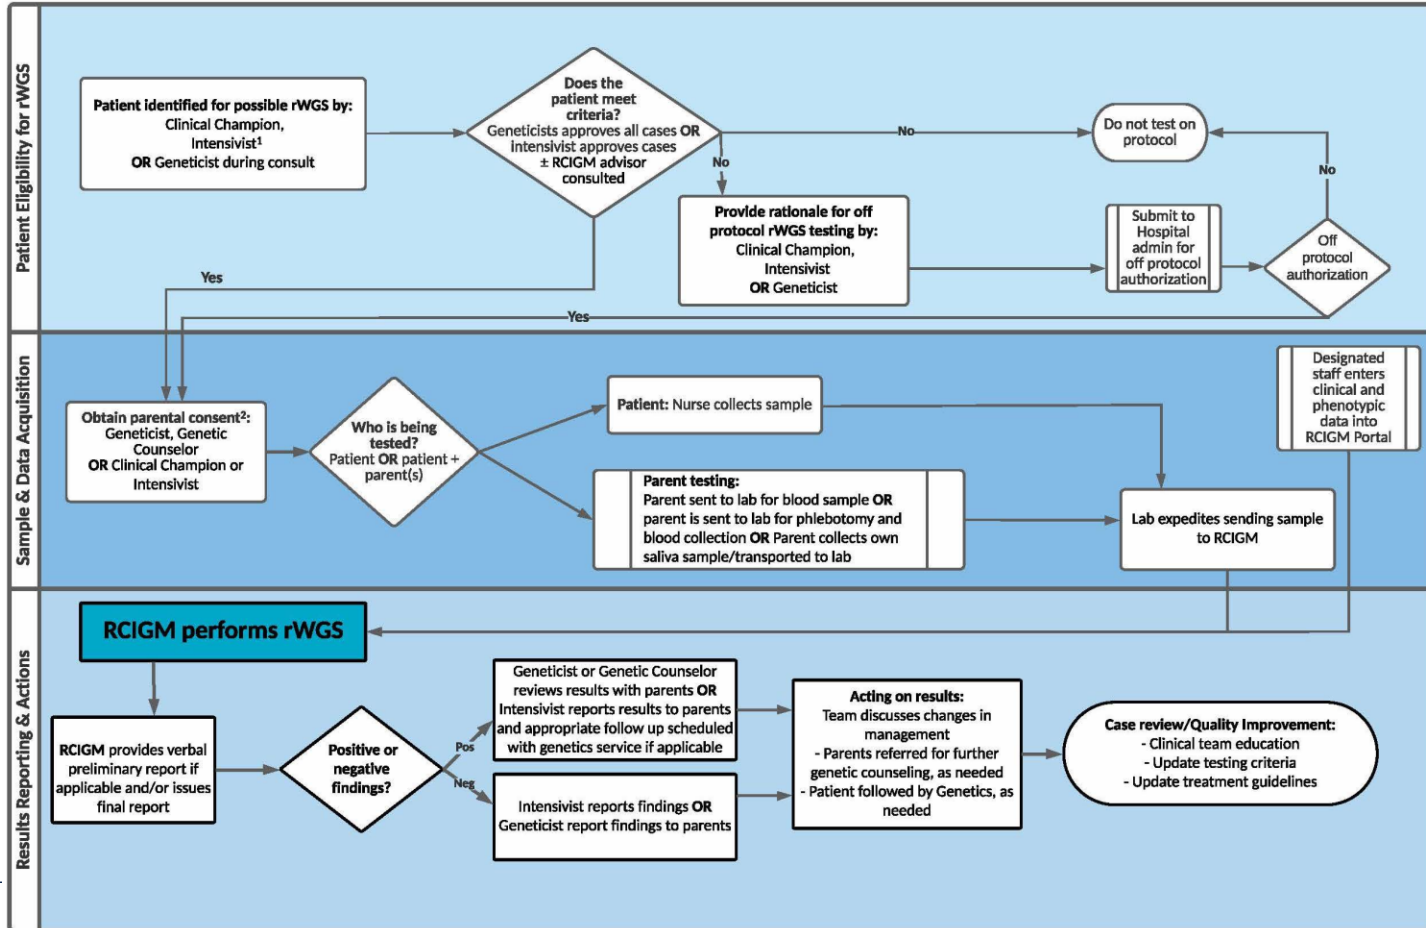 Patient Eligibility for rWGS
Patient identified for possible rWGS by:
Clinical Champion,
Intensivist¹
OR Geneticist during consult
Does the
patient meet
criteria?
Geneticists approves all cases OR
intensivist approves cases
± RCIGM advisor
consulted
No
Do not test on
protocol
No
Provide rationale for off
protocol rWGS testing by:
Clinical Champion,
Intensivist
OR Geneticist
Submit to
Hospital
admin for
off protocol
authorization
Off
protocol
authorization
No
Yes
Yes
Sample & Data Acquisition
Obtain parental consent²:
Geneticist, Genetic
Counselor
OR Clinical Champion or
Intensivist
Who is being
tested?
Patient OR patient +
parent(s)
Patient: Nurse collects sample
Parent testing:
Parent sent to lab for blood sample OR
parent is sent to lab for phlebotomy and
blood collection OR Parent collects own
saliva sample/transported to lab
Lab expedites sending sample
to RCIGM
Designated
staff enters
clinical and
phenotypic
data into
RCIGM Portal
Results Reporting & Actions
RCIGM performs rWGS
RCIGM provides verbal
preliminary report if
applicable and/or issues
final report
Positive or
negative
findings?
Pos
Neg
Geneticist or Genetic Counselor
reviews results with parents OR
Intensivist reports results to parents
and appropriate follow up scheduled
with genetics service if applicable
Intensivist reports findings OR
Geneticist report findings to parents
Acting on results:
Team discusses changes in
management
- Parents referred for further
genetic counseling, as needed
- Patient followed by Genetics, as
needed
Case review/Quality Improvement:
- Clinical team education
- Update testing criteria
- Update treatment guidelines